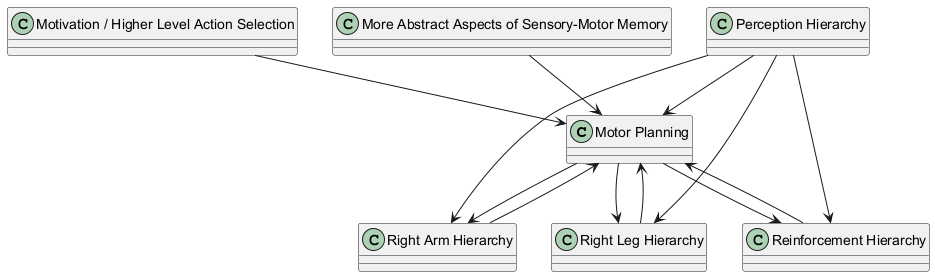 C Motivation / Higher Level Action Selection
C More Abstract Aspects of Sensory-Motor Memory
C Perception Hierarchy
C Motor Planning
C Right Arm Hierarchy
C Right Leg Hierarchy
C Reinforcement Hierarchy